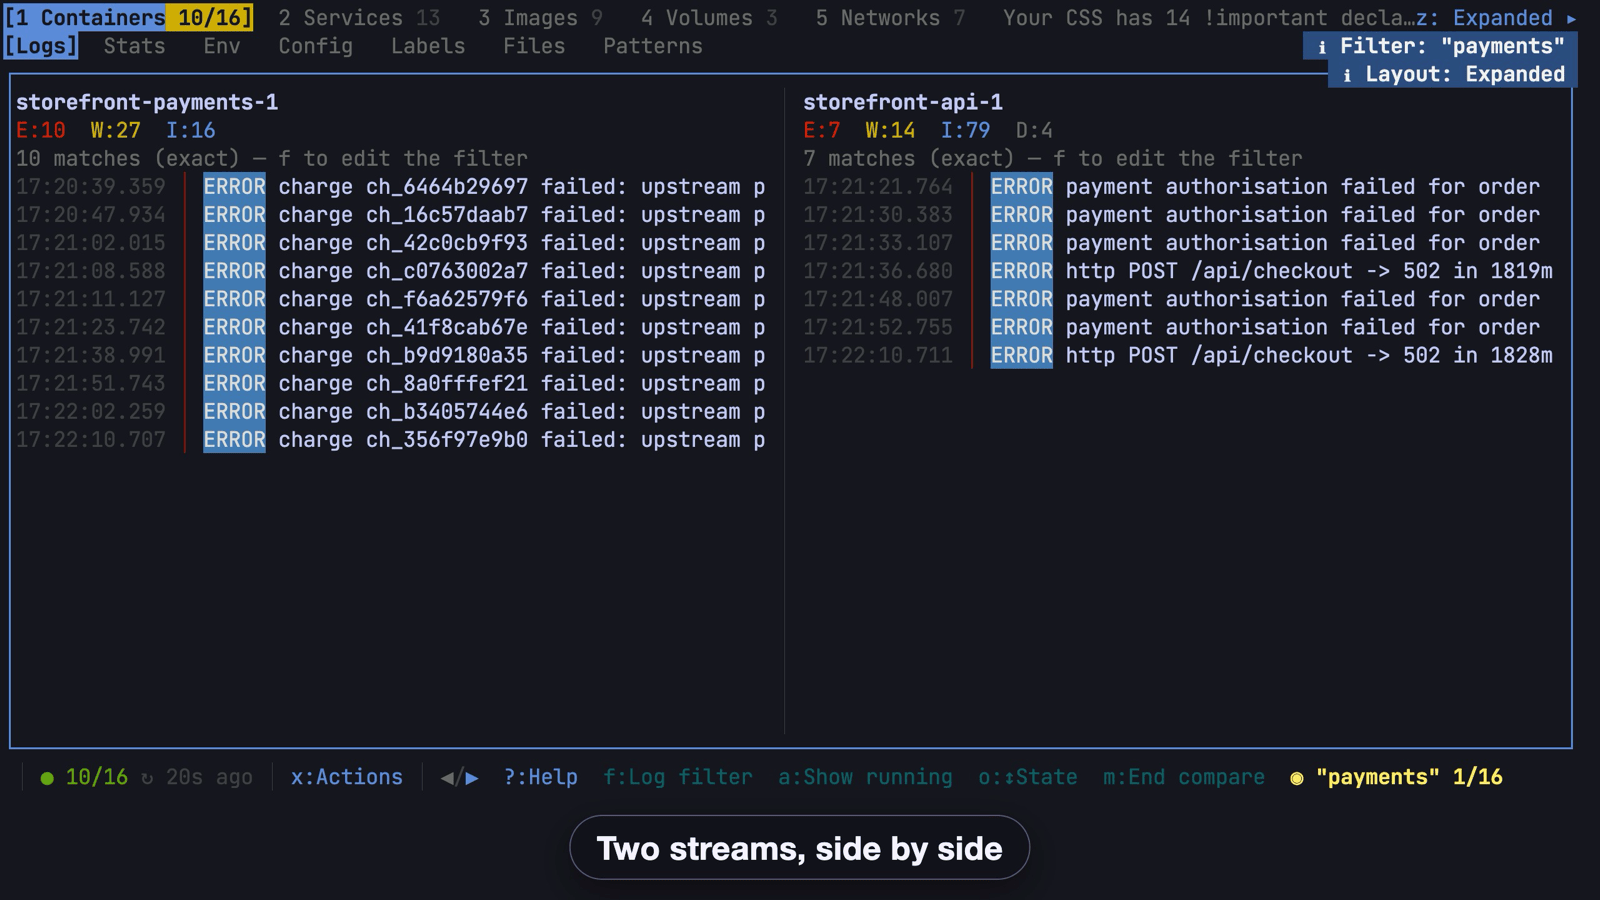 [1 Containers 10/16] 2 Services 13 3 Images 9 4 Volumes 3 5 Networks 7 Your CSS has 14 !important decla…z: Expanded ▸
[Logs] Stats Env Config Labels Files Patterns
ℹ Filter: "payments"
ℹ Layout: Expanded
storefront-payments-1
E:10 W:27 I:16
10 matches (exact) — f to edit the filter
17:20:39.359 ERROR charge ch_6464b29697 failed: upstream p
17:20:47.934 ERROR charge ch_16c57daab7 failed: upstream p
17:21:02.015 ERROR charge ch_42c0cb9f93 failed: upstream p
17:21:08.588 ERROR charge ch_c0763002a7 failed: upstream p
17:21:11.127 ERROR charge ch_f6a62579f6 failed: upstream p
17:21:23.742 ERROR charge ch_41f8cab67e failed: upstream p
17:21:38.991 ERROR charge ch_b9d9180a35 failed: upstream p
17:21:51.743 ERROR charge ch_8a0fffef21 failed: upstream p
17:22:02.259 ERROR charge ch_b3405744e6 failed: upstream p
17:22:10.707 ERROR charge ch_356f97e9b0 failed: upstream p
storefront-api-1
E:7 W:14 I:79 D:4
7 matches (exact) — f to edit the filter
17:21:21.764 ERROR payment authorisation failed for order
17:21:30.383 ERROR payment authorisation failed for order
17:21:33.107 ERROR payment authorisation failed for order
17:21:36.680 ERROR http POST /api/checkout -> 502 in 1819m
17:21:48.007 ERROR payment authorisation failed for order
17:21:52.755 ERROR payment authorisation failed for order
17:22:10.711 ERROR http POST /api/checkout -> 502 in 1828m
● 10/16 ↻ 20s ago x:Actions ◀/▶ ?:Help f:Log filter a:Show running o:↕State m:End compare ◉ "payments" 1/16
Two streams, side by side